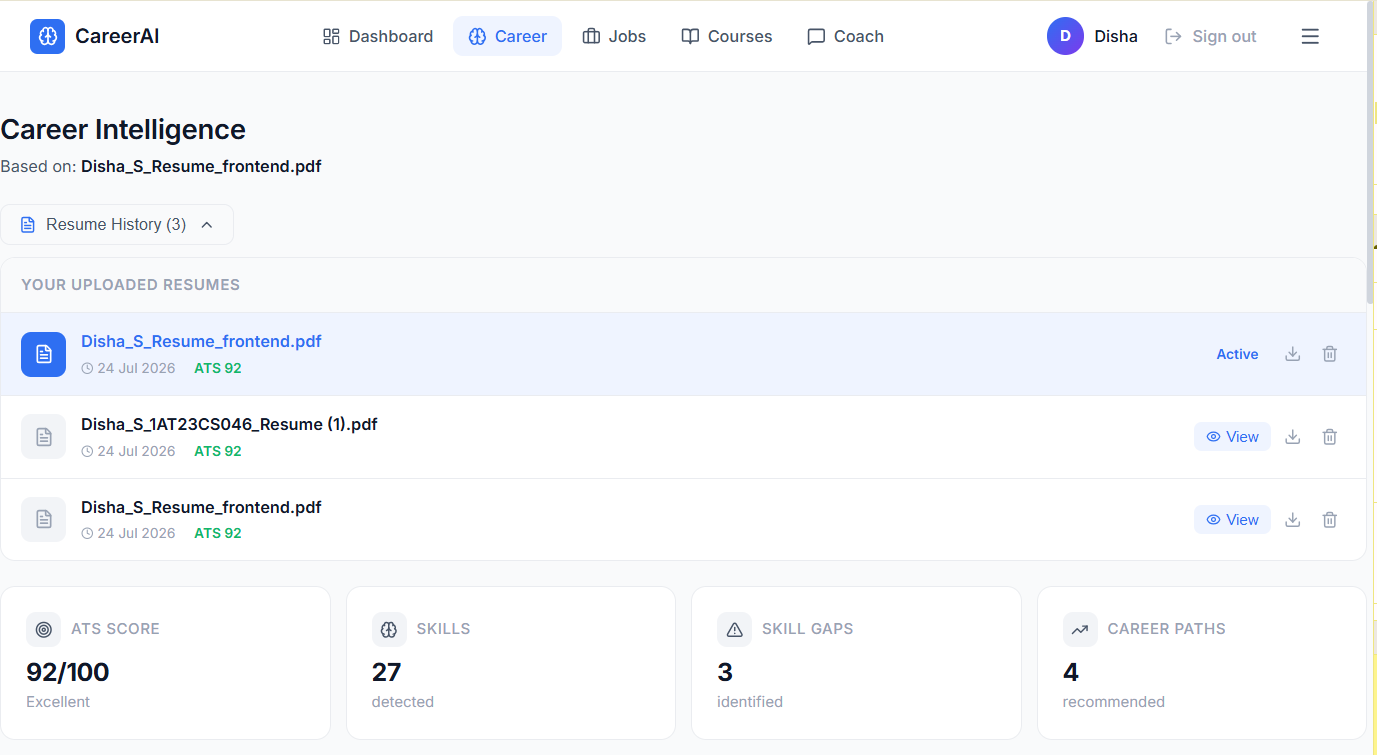 CareerAI Dashboard Career Jobs Courses Coach D Disha Sign out
Career Intelligence
Based on: Disha_S_Resume_frontend.pdf
Resume History (3)
YOUR UPLOADED RESUMES
Disha_S_Resume_frontend.pdf
24 Jul 2026 ATS 92
Active
Disha_S_1AT23CS046_Resume (1).pdf
24 Jul 2026 ATS 92
View
Disha_S_Resume_frontend.pdf
24 Jul 2026 ATS 92
View
ATS SCORE
92/100
Excellent
SKILLS
27
detected
SKILL GAPS
3
identified
CAREER PATHS
4
recommended